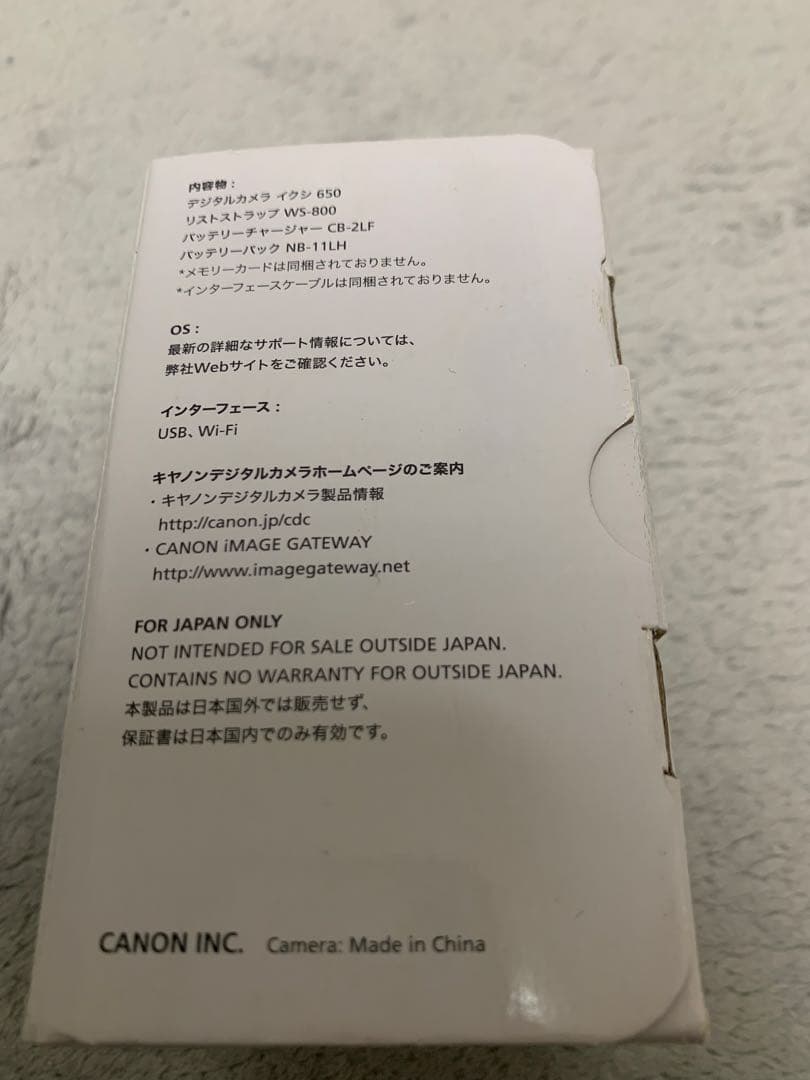 内容物：
デジタルカメラ イクシ 650
リストストラップ WS-800
バッテリーチャージャー CB-2LF
バッテリーパック NB-11LH
*メモリーカードは同梱されておりません。
*インターフェースケーブルは同梱されておりません。
OS：
最新の詳細なサポート情報については、
弊社Webサイトをご確認ください。
インターフェース：
USB、Wi-Fi
キヤノンデジタルカメラホームページのご案内
・キヤノンデジタルカメラ製品情報
http://canon.jp/cdc
・CANON iMAGE GATEWAY
http://www.imagegateway.net
FOR JAPAN ONLY
NOT INTENDED FOR SALE OUTSIDE JAPAN.
CONTAINS NO WARRANTY FOR OUTSIDE JAPAN.
本製品は日本国外では販売せず、
保証書は日本国内でのみ有効です。
CANON INC. Camera: Made in China